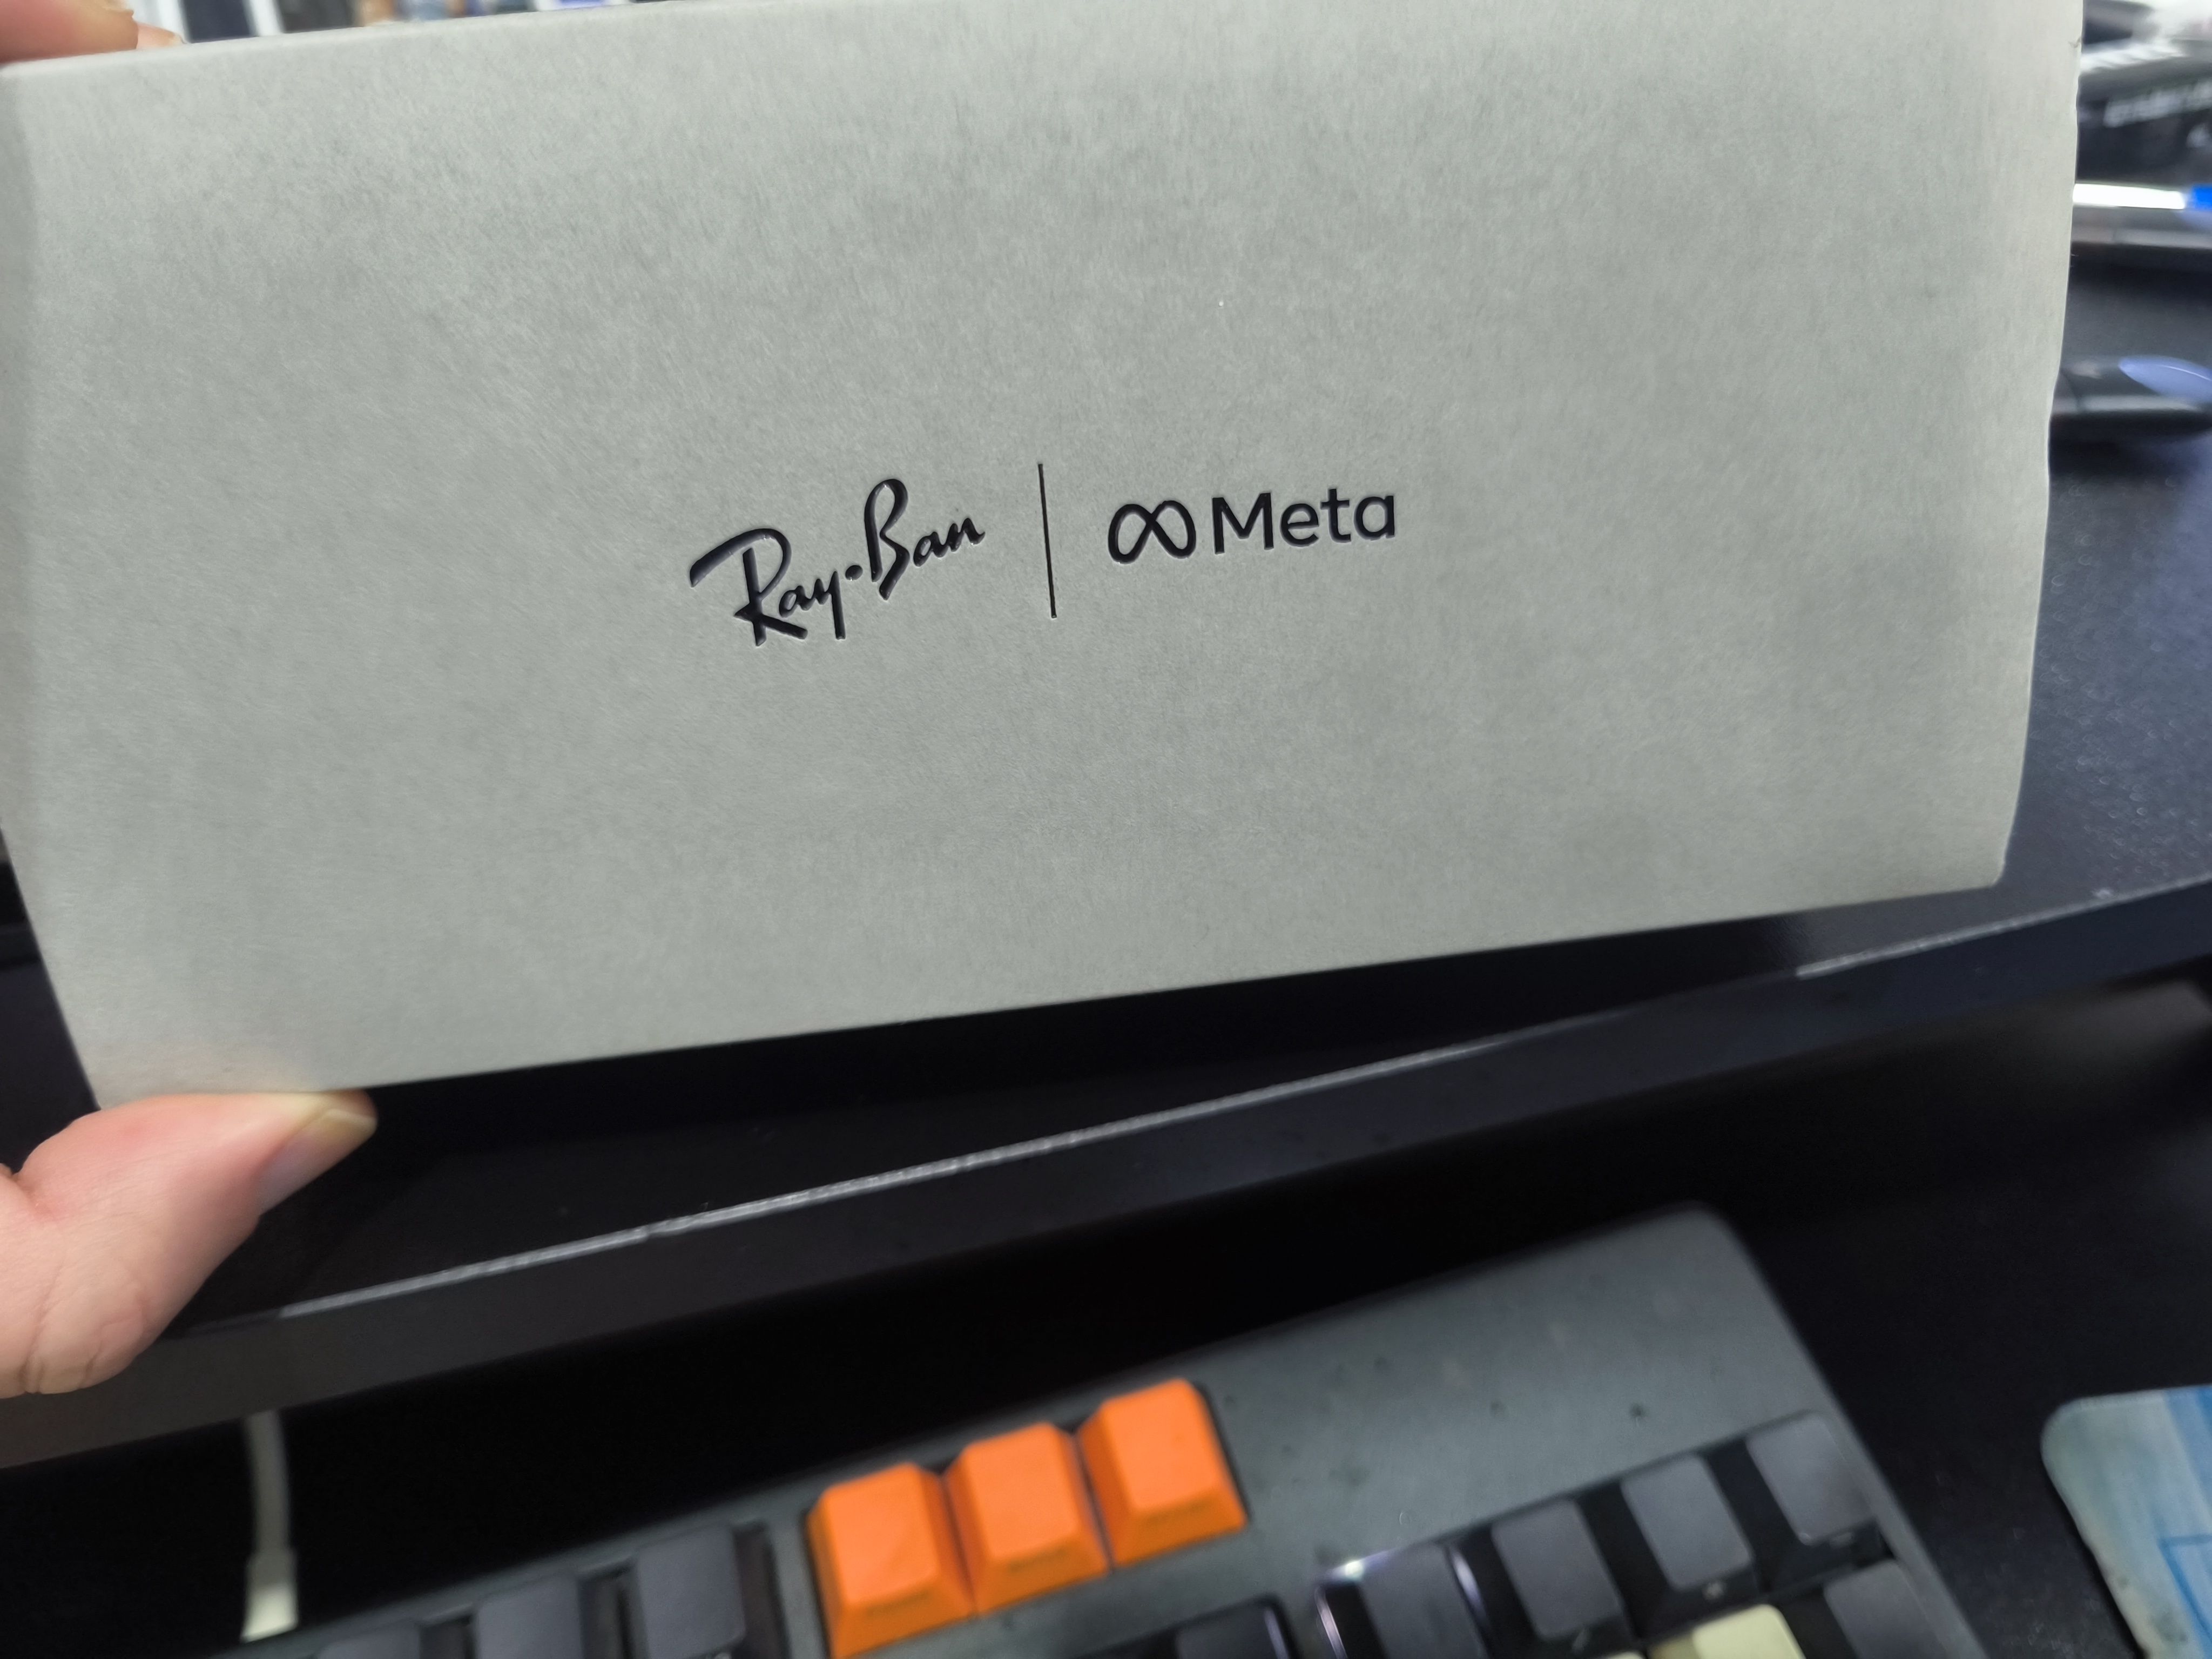 Ray-Ban | Meta